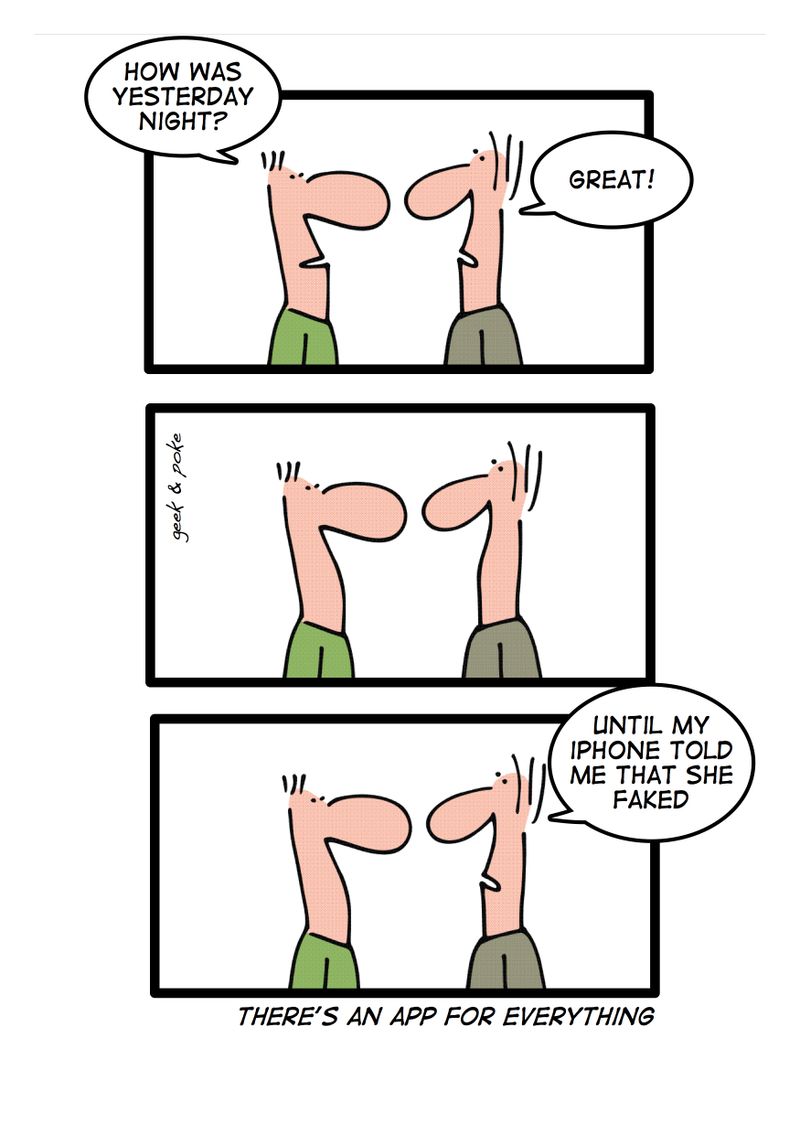 HOW WAS
YESTERDAY
NIGHT?
GREAT!
geek & poke
UNTIL MY
IPHONE TOLD
ME THAT SHE
FAKED
THERE'S AN APP FOR EVERYTHING